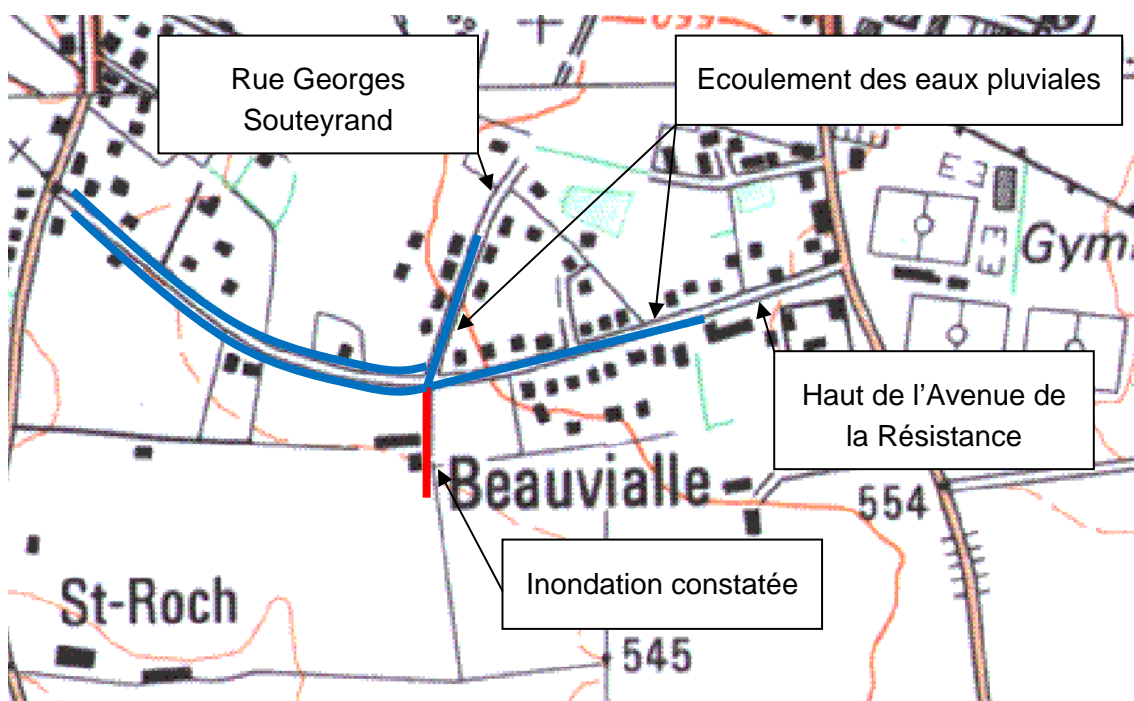 099
Rue Georges
Souteyrand
Ecoulement des eaux pluviales
Haut de l’Avenue de
la Résistance
Beauvialle
554
Inondation constatée
St-Roch
545